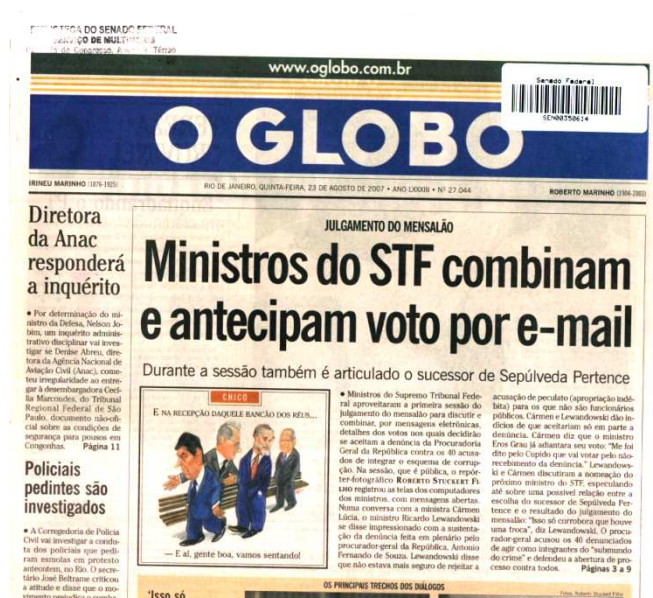 BIBLIOTECA DO SENADO FEDERAL
SERVIÇO DE MULTIMEIOS
www.oglobo.com.br
Senado Federal
SEN00350614
O GLOBO
IRINEU MARINHO (1876-1925)
RIO DE JANEIRO, QUINTA-FEIRA, 23 DE AGOSTO DE 2007 • ANO LXXXIII • Nº 27.044
ROBERTO MARINHO (1904-2003)
Diretora
da Anac
responderá
a inquérito
• Por determinação do mi-
nistro da Defesa, Nelson Jo-
bim, um inquérito adminis-
trativo disciplinar vai inves-
tigar se Denise Abreu, dire-
tora da Agência Nacional de
Aviação Civil (Anac), come-
teu irregularidade ao entre-
gar à desembargadora Cecí-
lia Marcondes, do Tribunal
Regional Federal de São
Paulo, documento não-ofi-
cial sobre as condições de
segurança para pousos em
Congonhas. Página 11
Policiais
pedintes são
investigados
• A Corregedoria de Polícia
Civil vai investigar a condu-
ta dos policiais que pedi-
ram esmolas em protesto
anteontem, no Rio. O secre-
tário José Beltrame criticou
a atitude e disse que o mo-
JULGAMENTO DO MENSALÃO
Ministros do STF combinam
e antecipam voto por e-mail
Durante a sessão também é articulado o sucessor de Sepúlveda Pertence
CHICO
E NA RECEPÇÃO DAQUELE BANCÃO DOS RÉUS...
— E aí, gente boa, vamos sentando!
• Ministros do Supremo Tribunal Fede-
ral aproveitaram a primeira sessão do
julgamento do mensalão para discutir e
combinar, por mensagens eletrônicas,
detalhes dos votos nos quais decidirão
se aceitam a denúncia da Procuradoria
Geral da República contra os 40 acusa-
dos de integrar o esquema de corrup-
ção. Na sessão, que é pública, o repór-
ter-fotográfico ROBERTO STUCKERT FI-
LHO registrou as telas dos computadores
dos ministros, com mensagens abertas.
Numa conversa com a ministra Cármen
Lúcia, o ministro Ricardo Lewandowski
se disse impressionado com a sustenta-
ção da denúncia feita em plenário pelo
procurador-geral da República, Antonio
Fernando de Souza. Lewandowski disse
que não estava mais seguro de rejeitar a
acusação de peculato (apropriação indé-
bita) para os que não são funcionários
públicos. Cármen e Lewandowski dão in-
dícios de que aceitariam só em parte a
denúncia. Cármen diz que o ministro
Eros Grau já adiantara seu voto: "Me foi
dito pelo Cupido que vai votar pelo não-
recebimento da denúncia". Lewandows-
ki e Cármen discutiram a nomeação do
próximo ministro do STF, especulando
até sobre uma possível relação entre a
escolha do sucessor de Sepúlveda Per-
tence e o resultado do julgamento do
mensalão: "Isso só corrobora que houve
uma troca", diz Lewandowski. O procu-
rador-geral acusou os 40 denunciados
de agir como integrantes do "submundo
do crime" e defendeu a abertura de pro-
cesso contra todos. Páginas 3 a 9
OS PRINCIPAIS TRECHOS DOS DIÁLOGOS
Fotos: Roberto Stuckert Filho
'Isso só